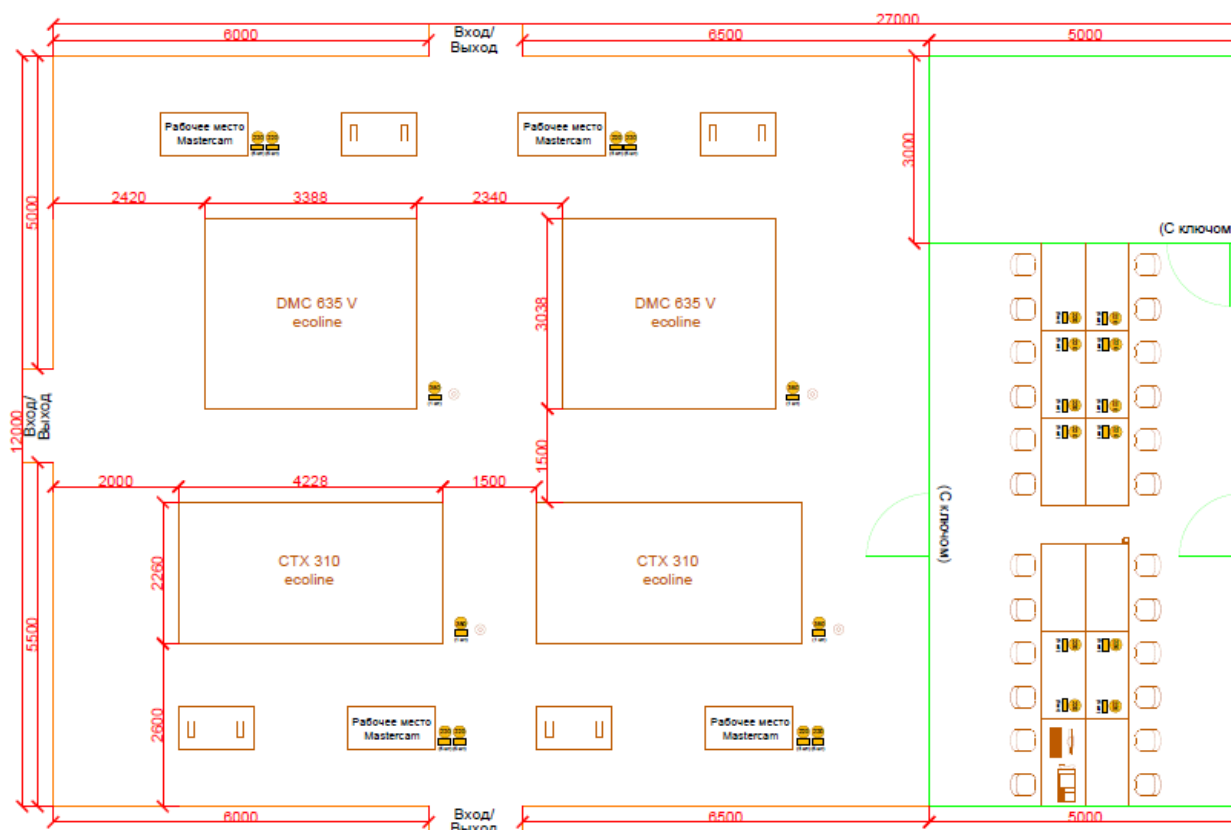 27000
6000
Вход/
Выход
6500
5000
Рабочее место
Mastercam
Рабочее место
Mastercam
3000
5000
2420
3388
2340
(С ключом
DMC 635 V
ecoline
3038
DMC 635 V
ecoline
12000
Вход/
Выход
1500
2000
4228
1500
(С ключом)
CTX 310
ecoline
CTX 310
ecoline
2260
5500
2600
Рабочее место
Mastercam
Рабочее место
Mastercam
6000
Вход/
Выход
6500
5000